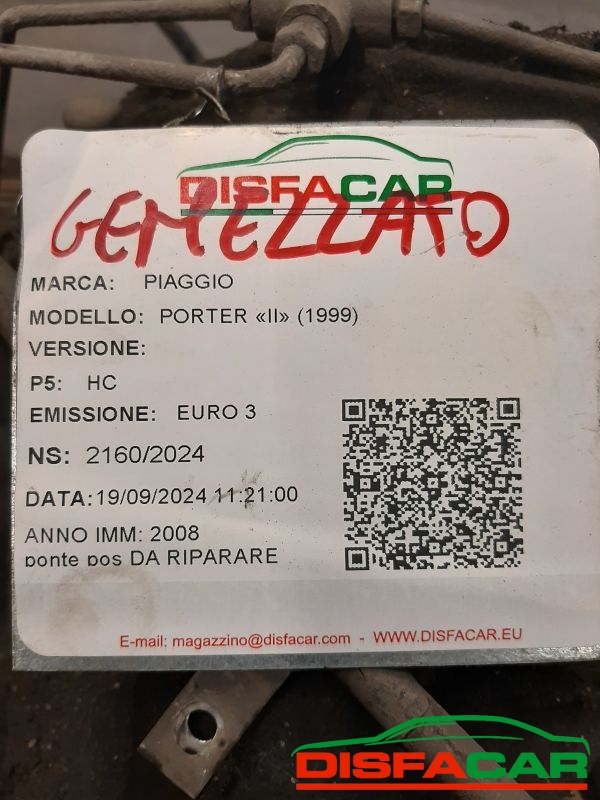 DISFACAR
GEMELLATO
MARCA: PIAGGIO
MODELLO: PORTER «II» (1999)
VERSIONE:
P5: HC
EMISSIONE: EURO 3
NS: 2160/2024
DATA:19/09/2024 11:21:00
ANNO IMM: 2008
ponte pos DA RIPARARE
E-mail: magazzino@disfacar.com - WWW.DISFACAR.EU
DISFACAR